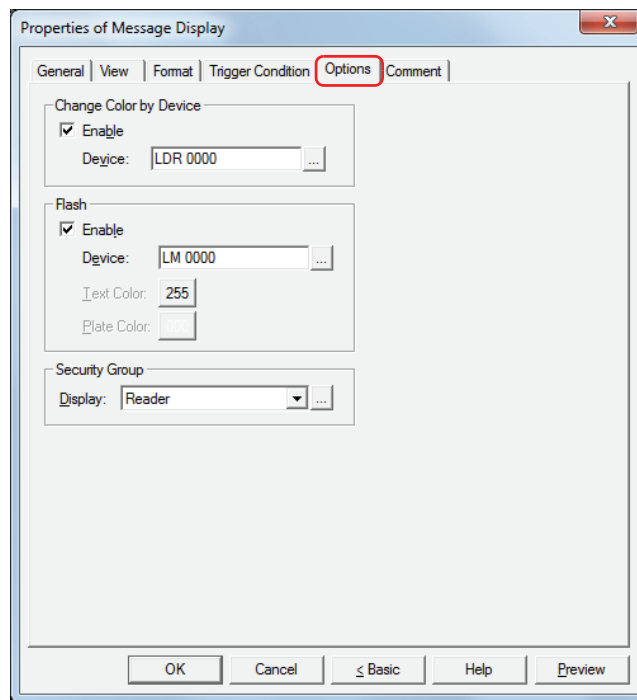 Properties of Message Display
General View Format Trigger Condition Options Comment
Change Color by Device
Enable
Device: LDR 0000 ...
Flash
Enable
Device: LM 0000 ...
Text Color: 255
Plate Color: 000
Security Group
Display: Reader ...
OK Cancel < Basic Help Preview